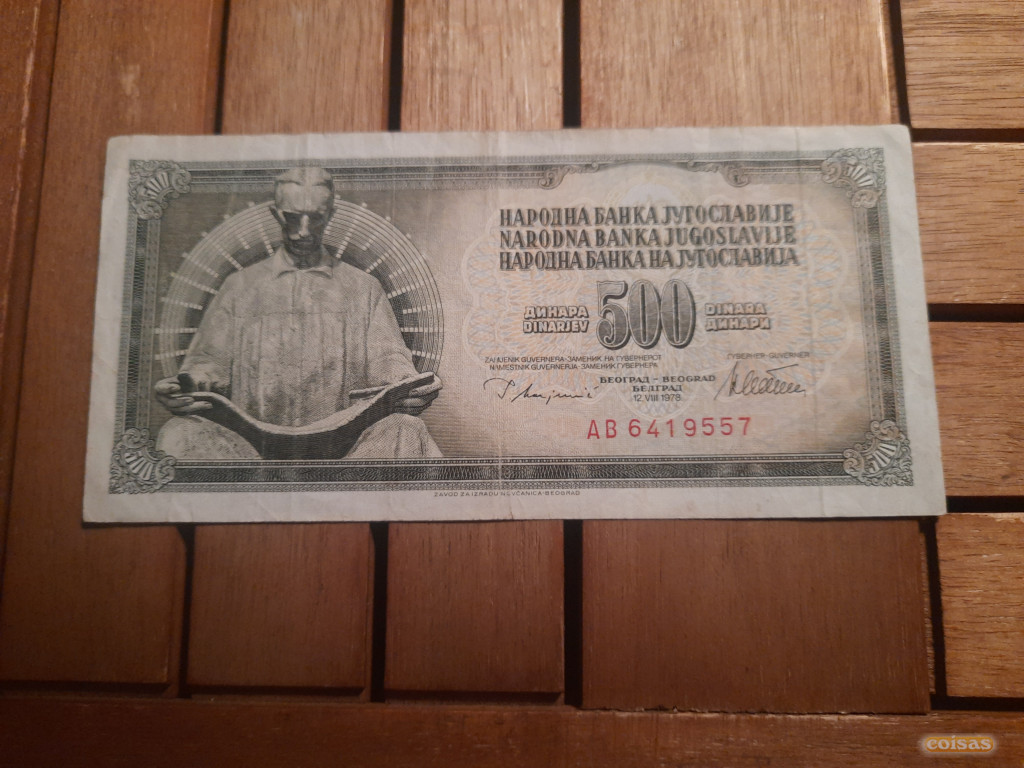 НАРОДНА БАНКА ЈУГОСЛАВИЈЕ
NARODNA BANKA JUGOSLAVIJE
НАРОДНА БАНКА НА ЈУГОСЛАВИЈА
ДИНАРА
DINARJEV
500
DINARA
ДИНАРИ
ZAMJENIK GUVERNERA-ЗАМЕНИК НА ГУВЕРНЕРОТ
NAMESTNIK GUVERNERJA-ЗАМЕНИК ГУВЕРНЕРА
ГУВЕРНЕР-GUVERNER
БЕОГРАД - BEOGRAD
БЕЛГРАД
12.VIII 1978
AB 6419557
ZAVOD ZA IZRADU NOVČANICA-BEOGRAD
coisas